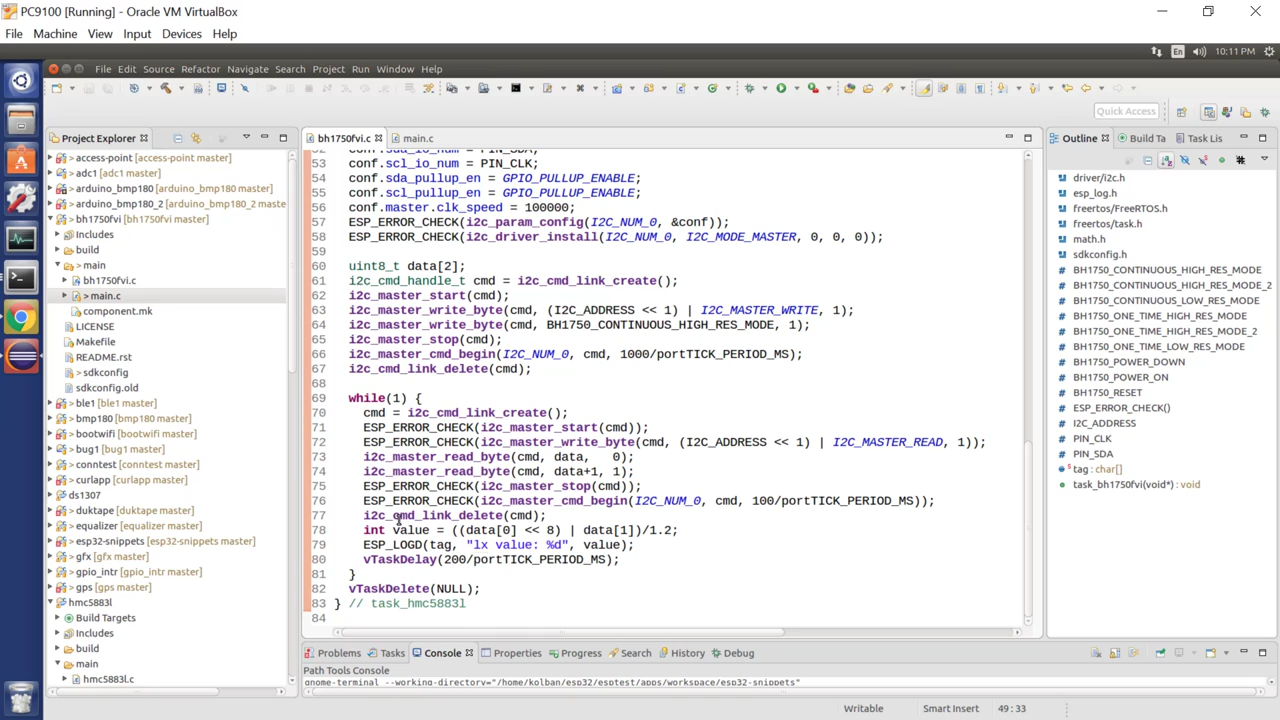 PC9100 [Running] - Oracle VM VirtualBox
File Machine View Input Devices Help
En 10:11 PM
File Edit Source Refactor Navigate Search Project Run Window Help
Quick Access
Project Explorer
access-point [access-point master]
adc1 [adc1 master]
arduino_bmp180 [arduino_bmp180 master]
arduino_bmp180_2 [arduino_bmp180_2 maste
bh1750fvi [bh1750fvi master]
Includes
build
main
bh1750fvi.c
> main.c
component.mk
LICENSE
Makefile
README.rst
> sdkconfig
sdkconfig.old
> ble1 [ble1 master]
> bmp180 [bmp180 master]
> bootwifi [bootwifi master]
> bug1 [bug1 master]
> conntest [conntest master]
> curlapp [curlapp master]
ds1307
> duktape [duktape master]
> equalizer [equalizer master]
> esp32-snippets [esp32-snippets master]
> gfx [gfx master]
> gpio_intr [gpio_intr master]
> gps [gps master]
hmc5883l
Build Targets
Includes
build
main
hmc5883l.c
bh1750fvi.c main.c
53 conf.scl_io_num = PIN_CLK;
54 conf.sda_pullup_en = GPIO_PULLUP_ENABLE;
55 conf.scl_pullup_en = GPIO_PULLUP_ENABLE;
56 conf.master.clk_speed = 100000;
57 ESP_ERROR_CHECK(i2c_param_config(I2C_NUM_0, &conf));
58 ESP_ERROR_CHECK(i2c_driver_install(I2C_NUM_0, I2C_MODE_MASTER, 0, 0, 0));
59
60 uint8_t data[2];
61 i2c_cmd_handle_t cmd = i2c_cmd_link_create();
62 i2c_master_start(cmd);
63 i2c_master_write_byte(cmd, (I2C_ADDRESS << 1) | I2C_MASTER_WRITE, 1);
64 i2c_master_write_byte(cmd, BH1750_CONTINUOUS_HIGH_RES_MODE, 1);
65 i2c_master_stop(cmd);
66 i2c_master_cmd_begin(I2C_NUM_0, cmd, 1000/portTICK_PERIOD_MS);
67 i2c_cmd_link_delete(cmd);
68
69 while(1) {
70 cmd = i2c_cmd_link_create();
71 ESP_ERROR_CHECK(i2c_master_start(cmd));
72 ESP_ERROR_CHECK(i2c_master_write_byte(cmd, (I2C_ADDRESS << 1) | I2C_MASTER_READ, 1));
73 i2c_master_read_byte(cmd, data, 0);
74 i2c_master_read_byte(cmd, data+1, 1);
75 ESP_ERROR_CHECK(i2c_master_stop(cmd));
76 ESP_ERROR_CHECK(i2c_master_cmd_begin(I2C_NUM_0, cmd, 100/portTICK_PERIOD_MS));
77 i2c_cmd_link_delete(cmd);
78 int value = ((data[0] << 8) | data[1])/1.2;
79 ESP_LOGD(tag, "lx value: %d", value);
80 vTaskDelay(200/portTICK_PERIOD_MS);
81 }
82 vTaskDelete(NULL);
83 } // task_hmc5883l
84
Outline Build Ta Task Lis
driver/i2c.h
esp_log.h
freertos/FreeRTOS.h
freertos/task.h
math.h
sdkconfig.h
BH1750_CONTINUOUS_HIGH_RES_MODE
BH1750_CONTINUOUS_HIGH_RES_MODE_2
BH1750_CONTINUOUS_LOW_RES_MODE
BH1750_ONE_TIME_HIGH_RES_MODE
BH1750_ONE_TIME_HIGH_RES_MODE_2
BH1750_ONE_TIME_LOW_RES_MODE
BH1750_POWER_DOWN
BH1750_POWER_ON
BH1750_RESET
ESP_ERROR_CHECK()
I2C_ADDRESS
PIN_CLK
PIN_SDA
tag : char[]
task_bh1750fvi(void*) : void
Problems Tasks Console Properties Progress Search History Debug
Path Tools Console
gnome-terminal --working-directory="/home/kolban/esp32/esptest/apps/workspace/esp32-snippets"
Writable Smart Insert 49 : 33